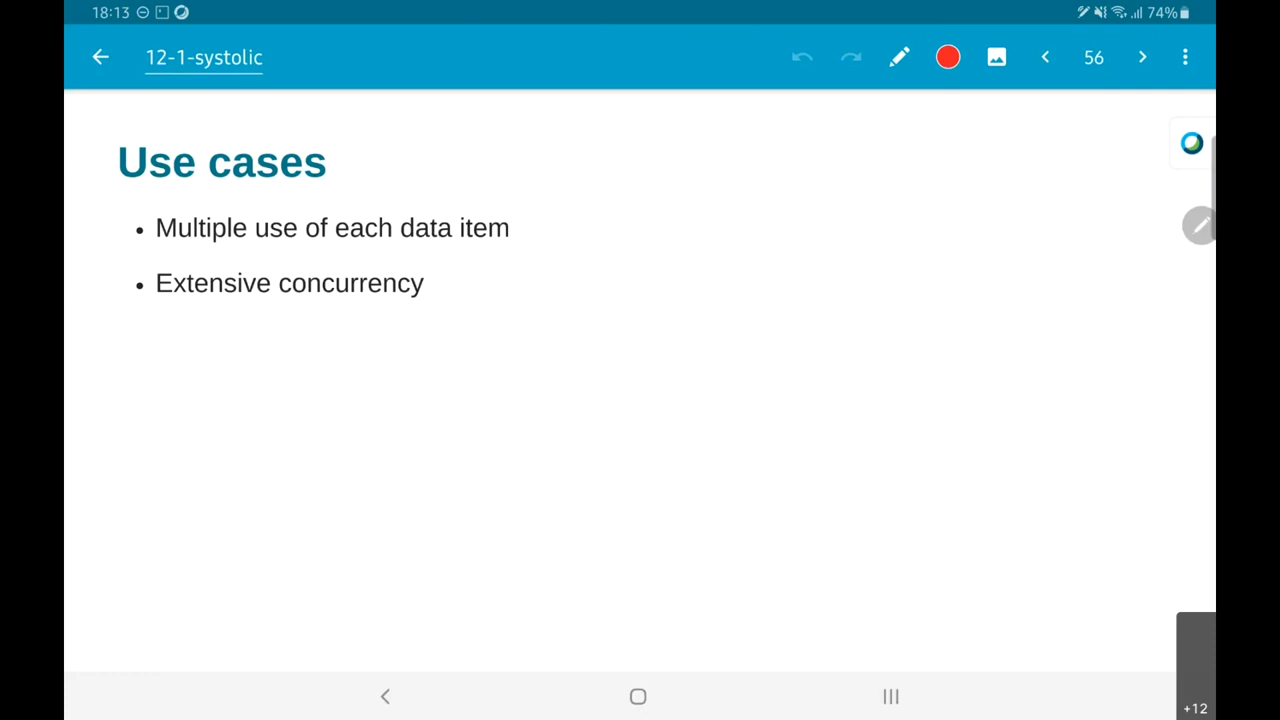 18:13 74%
12-1-systolic 56
Use cases
• Multiple use of each data item
• Extensive concurrency
+12